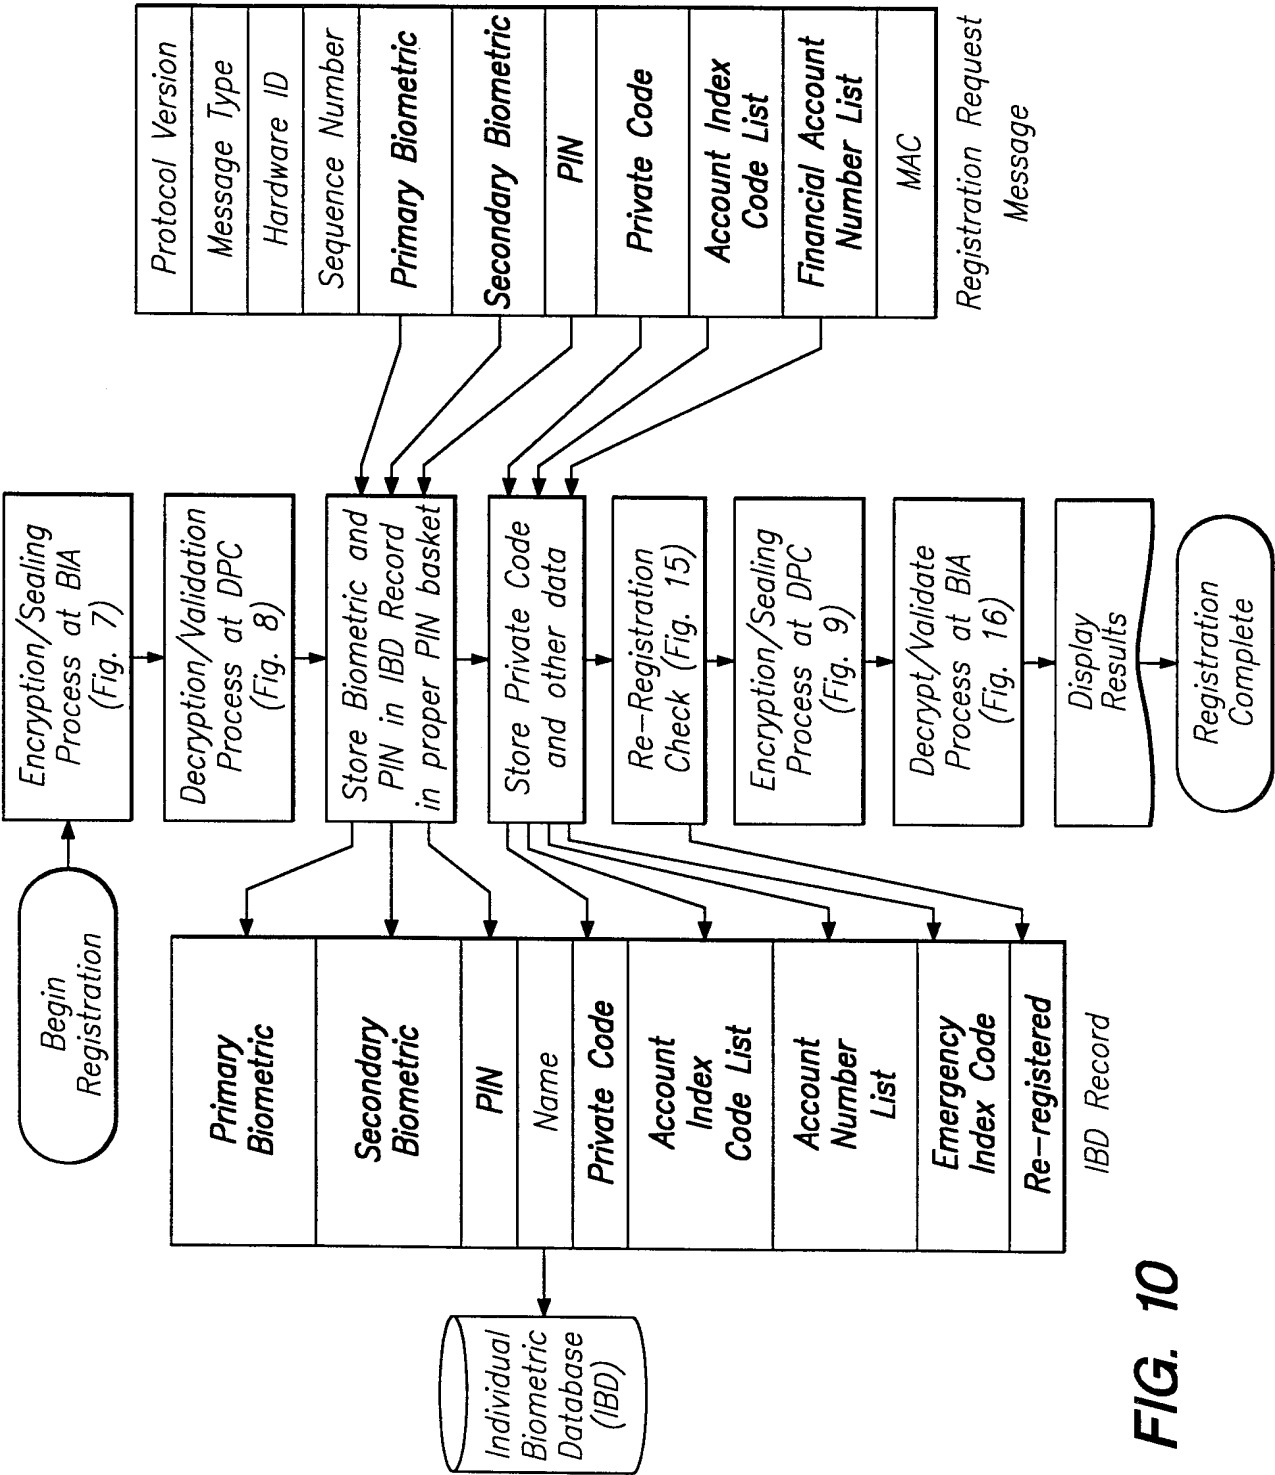 Begin
Registration
Encryption/Sealing
Process at BIA
(Fig. 7)
Decryption/Validation
Process at DPC
(Fig. 8)
Store Biometric and
PIN in IBD Record
in proper PIN basket
Store Private Code
and other data
Re-Registration
Check (Fig. 15)
Encryption/Sealing
Process at DPC
(Fig. 9)
Decrypt/Validate
Process at BIA
(Fig. 16)
Display
Results
Registration
Complete
Protocol Version
Message Type
Hardware ID
Sequence Number
Primary Biometric
Secondary Biometric
PIN
Private Code
Account Index
Code List
Financial Account
Number List
MAC
Registration Request
Message
Primary
Biometric
Secondary
Biometric
PIN
Name
Private Code
Account
Index
Code List
Account
Number
List
Emergency
Index Code
Re-registered
IBD Record
Individual
Biometric
Database
(IBD)
FIG. 10